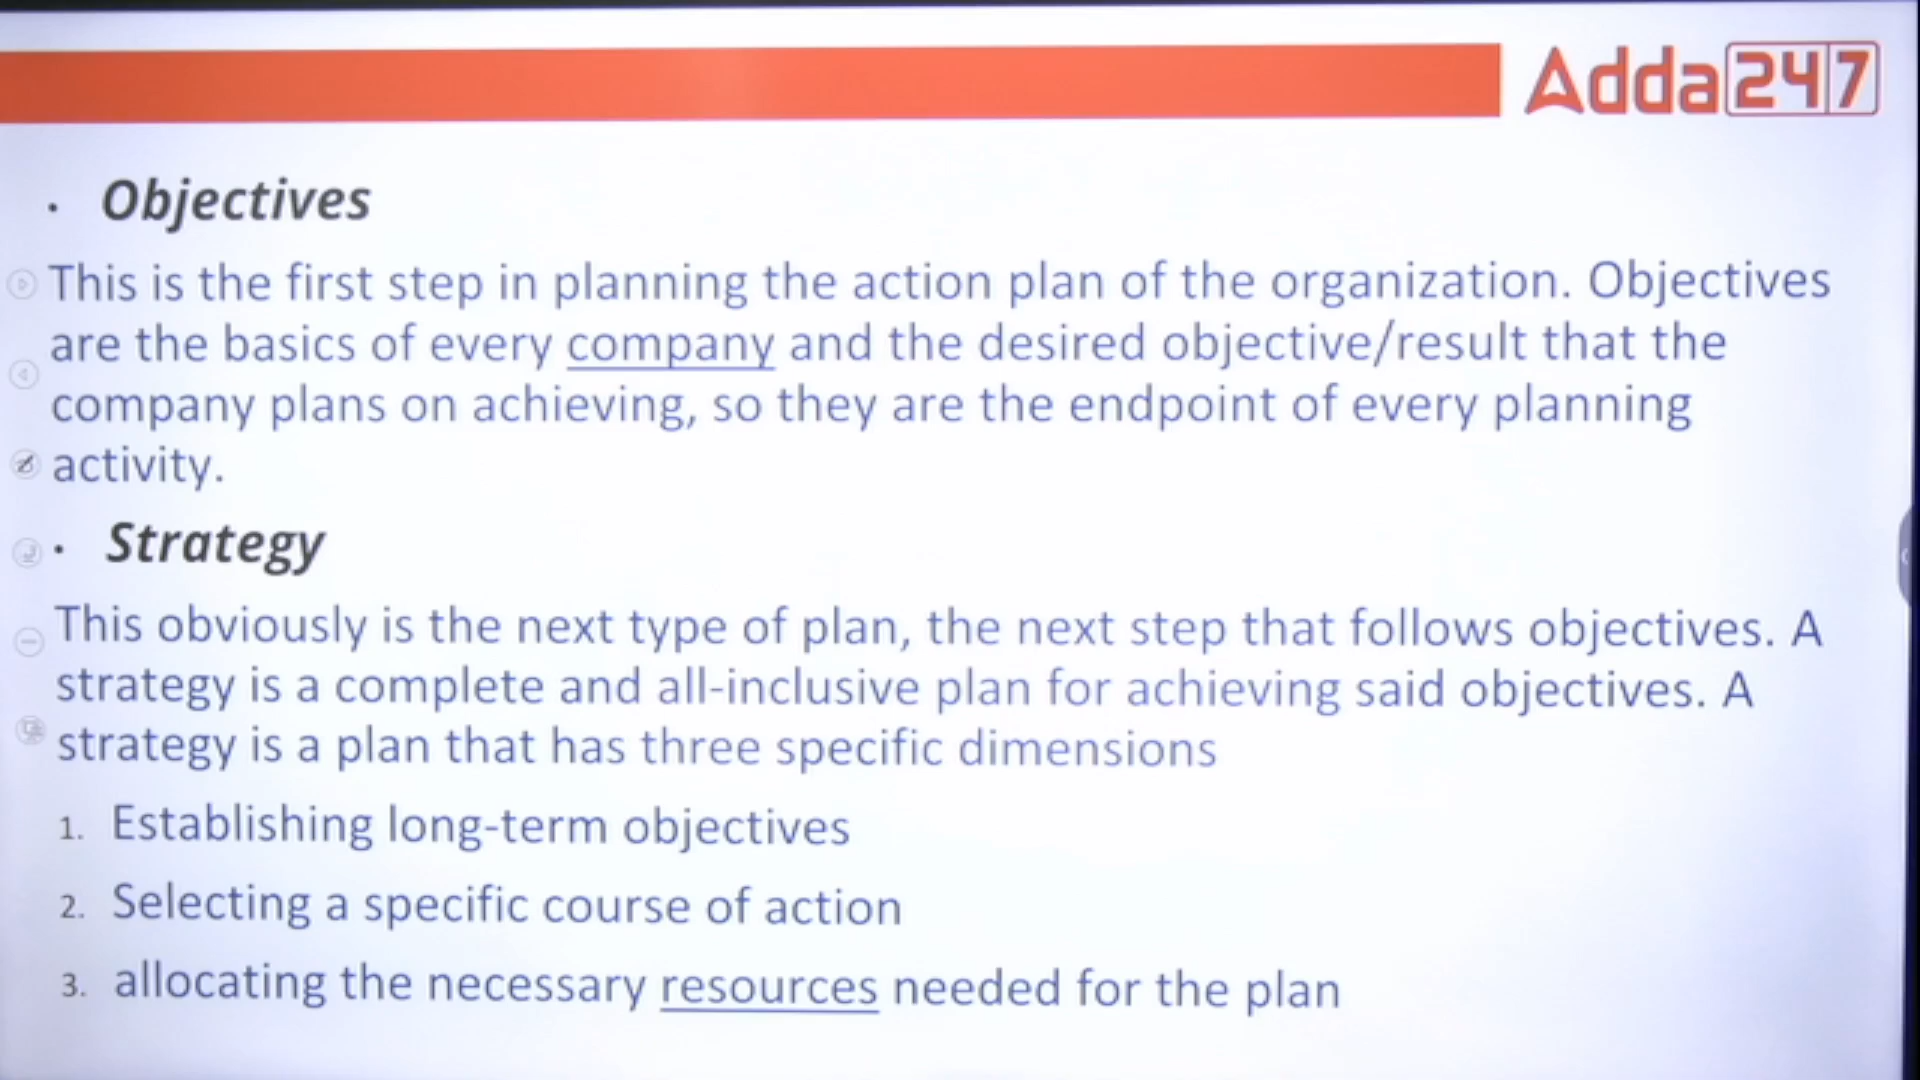 Adda247
• Objectives
This is the first step in planning the action plan of the organization. Objectives
are the basics of every company and the desired objective/result that the
company plans on achieving, so they are the endpoint of every planning
activity.
• Strategy
This obviously is the next type of plan, the next step that follows objectives. A
strategy is a complete and all-inclusive plan for achieving said objectives. A
strategy is a plan that has three specific dimensions
1. Establishing long-term objectives
2. Selecting a specific course of action
3. allocating the necessary resources needed for the plan